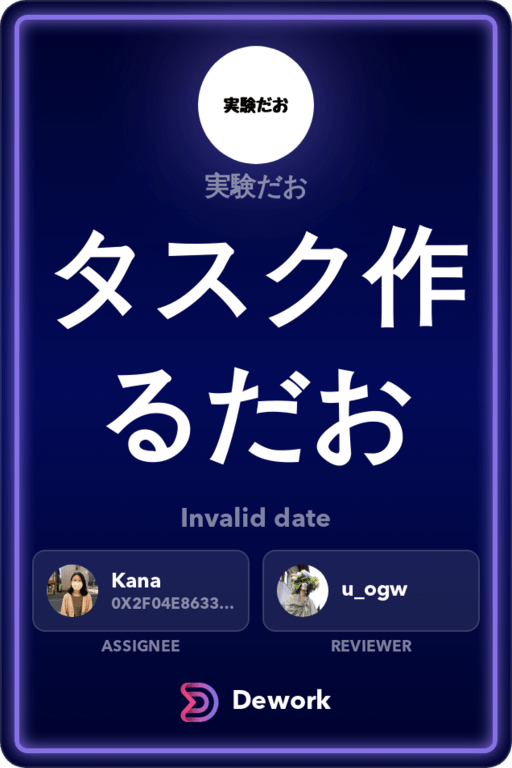 実験だお
実験だお
タスク作
るだお
Invalid date
Kana
0X2F04E8633...
u_ogw
ASSIGNEE
REVIEWER
Dework